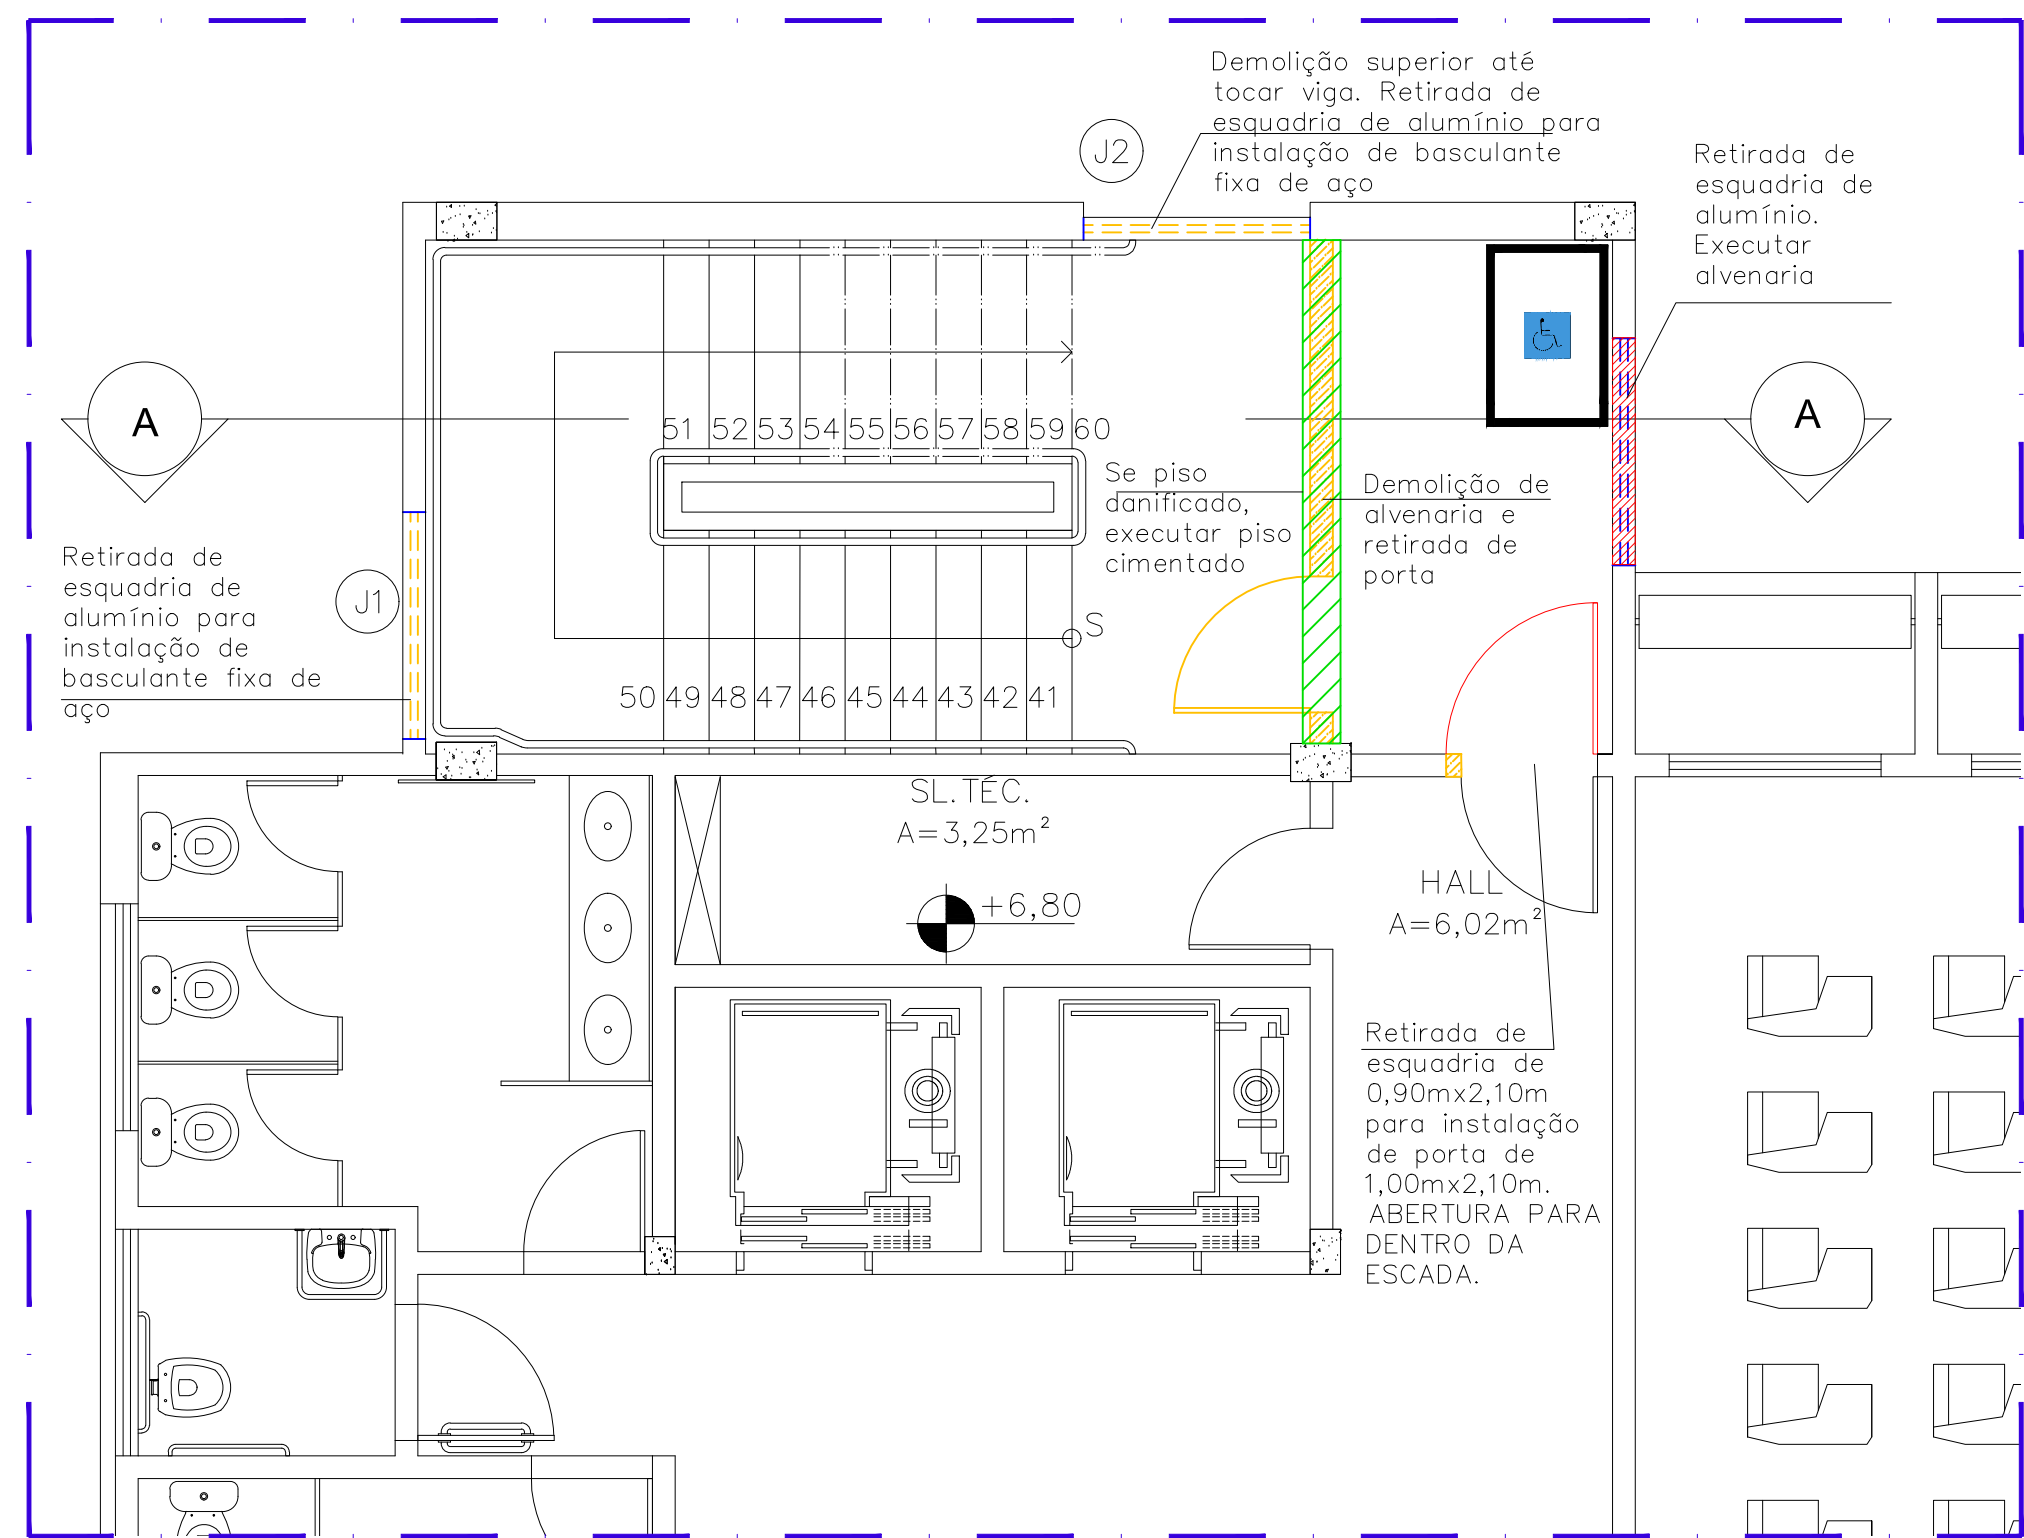 Demolição superior até
tocar viga. Retirada de
esquadria de alumínio para
instalação de basculante
fixa de aço
J2
Retirada de
esquadria de
alumínio.
Executar
alvenaria
A
A
51 52 53 54 55 56 57 58 59 60
Se piso
danificado,
executar piso
cimentado
Demolição de
alvenaria e
retirada de
porta
Retirada de
esquadria de
alumínio para
instalação de
basculante fixa de
aço
J1
S
50 49 48 47 46 45 44 43 42 41
SL.TÉC.
A=3,25m²
+6,80
HALL
A=6,02m²
Retirada de
esquadria de
0,90mx2,10m
para instalação
de porta de
1,00mx2,10m.
ABERTURA PARA
DENTRO DA
ESCADA.